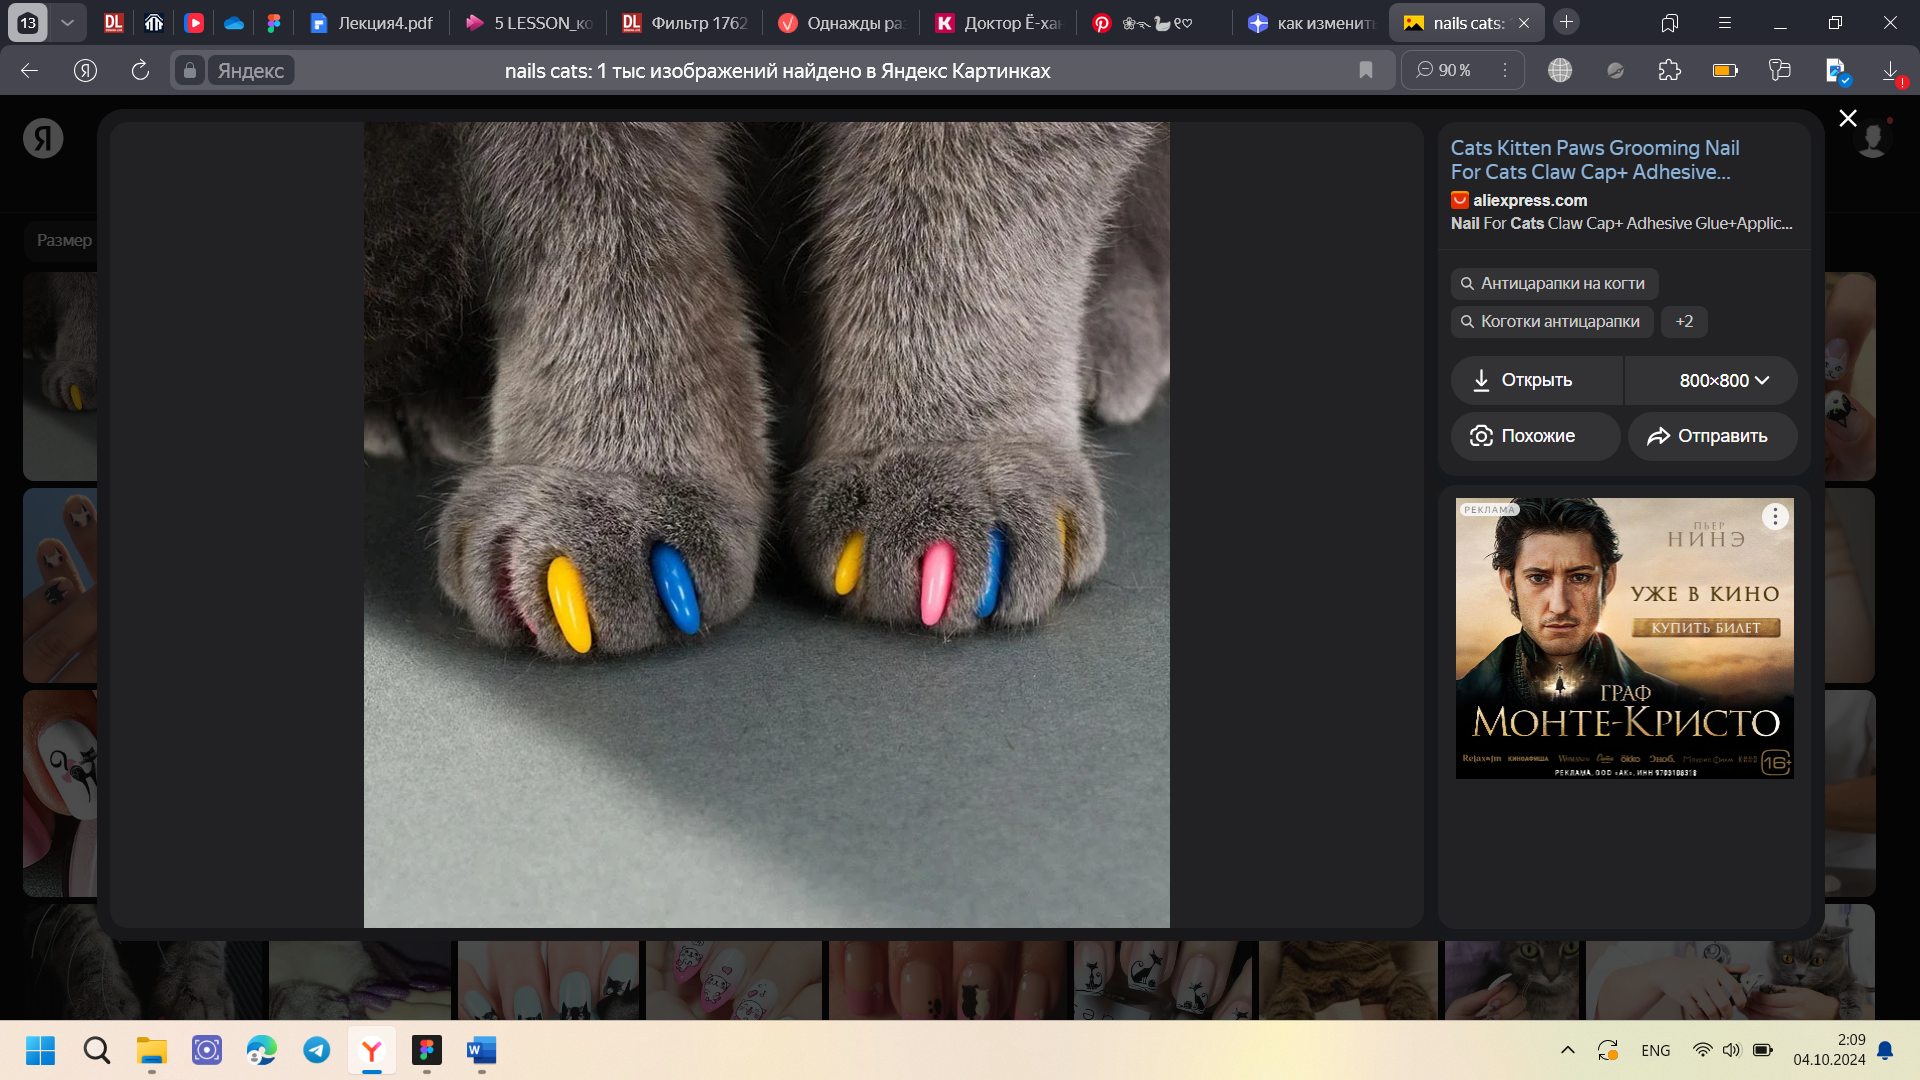 13
Лекция4.pdf
5 LESSON_ко
Фильтр 1762
Однажды ра
Доктор Ё-хан
как изменить
nails cats:
Яндекс
nails cats: 1 тыс изображений найдено в Яндекс Картинках
90 %
Размер
Cats Kitten Paws Grooming Nail
For Cats Claw Cap+ Adhesive...
aliexpress.com
Nail For Cats Claw Cap+ Adhesive Glue+Applic...
Антицарапки на когти
Коготки антицарапки
+2
Открыть
800×800
Похожие
Отправить
РЕКЛАМА
ПЬЕР
НИНЭ
УЖЕ В КИНО
КУПИТЬ БИЛЕТ
ГРАФ
МОНТЕ-КРИСТО
16+
РЕКЛАМА. ООО «АК», ИНН 9703108318
ENG
2:09
04.10.2024